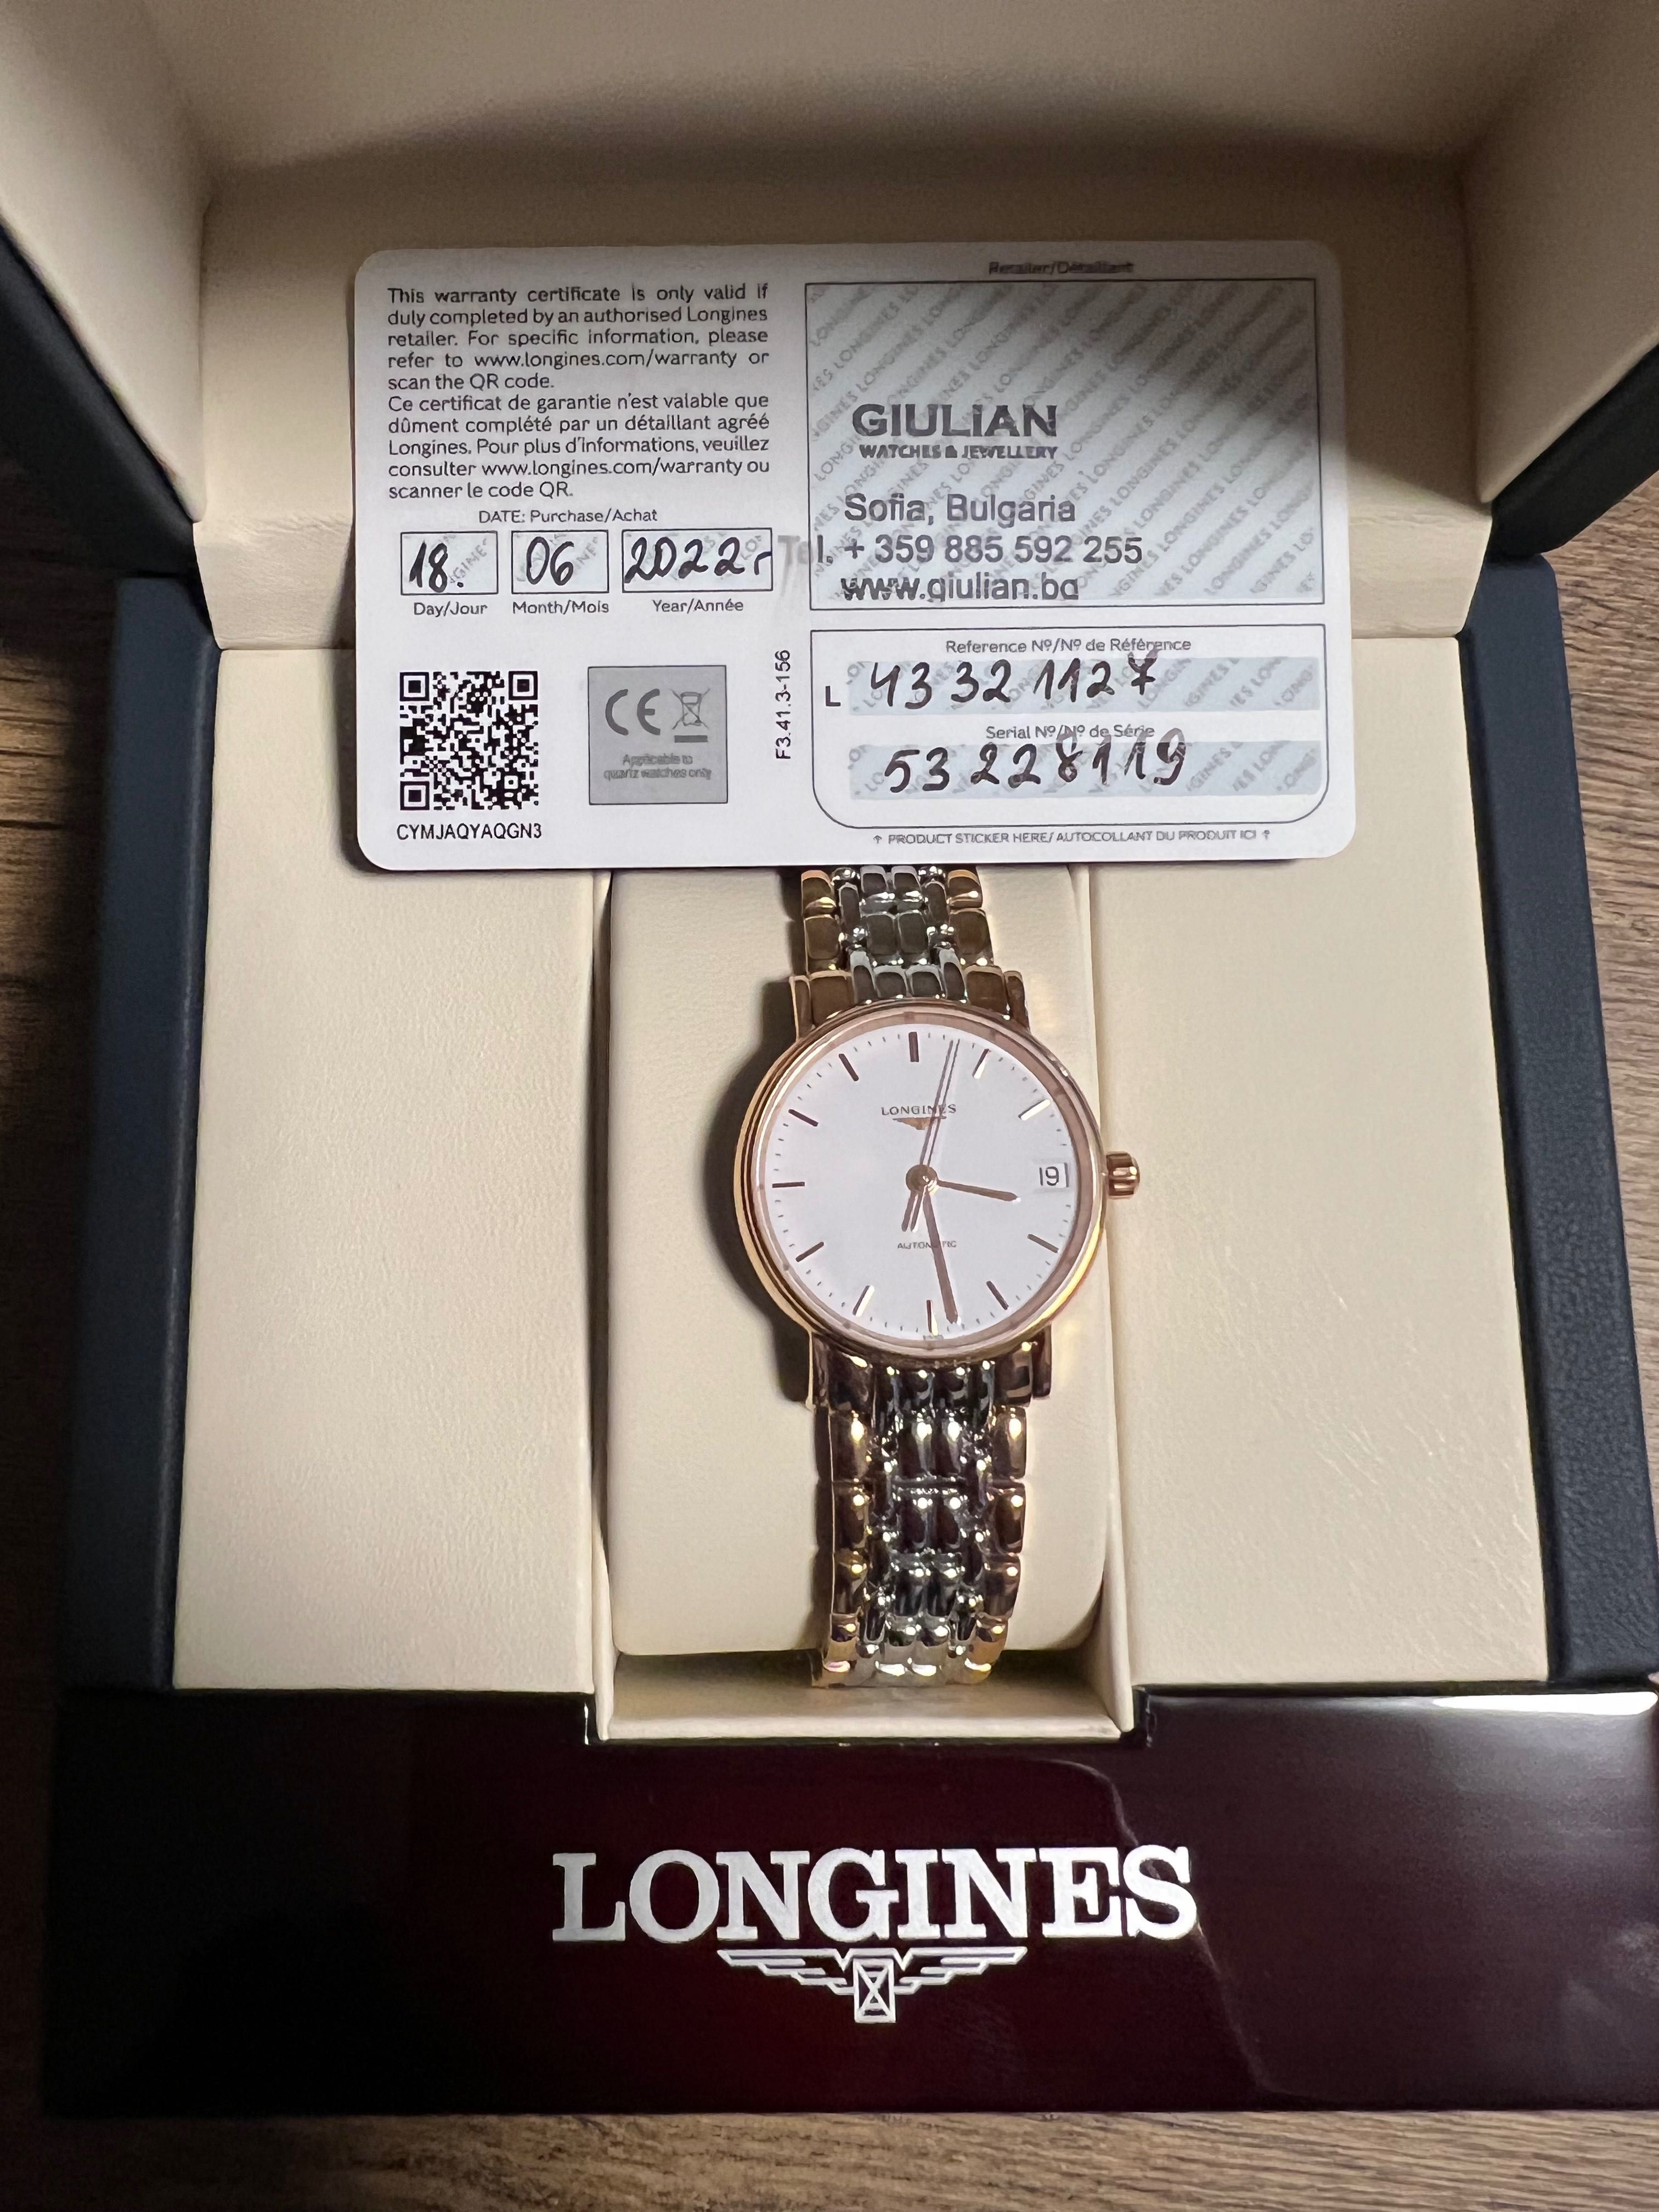 This warranty certificate is only valid if
duly completed by an authorised Longines
retailer. For specific information, please
refer to www.longines.com/warranty or
scan the QR code.
Ce certificat de garantie n'est valable que
dûment complété par un détaillant agréé
Longines. Pour plus d'informations, veuillez
consulter www.longines.com/warranty ou
scanner le code QR.
DATE: Purchase/Achat
18. 06 2022г
Day/Jour Month/Mois Year/Année
CYMJAQYAQGN3
CE
Applicable to
quartz watches only
F3.41.3-156
Retailer/Détaillant
GIULIAN
WATCHES & JEWELLERY
Sofia, Bulgaria
Tel. + 359 885 592 255
www.giulian.bg
Reference Nº/Nº de Référence
L 4332 1127
Serial Nº/Nº de Série
53228119
↑ PRODUCT STICKER HERE/ AUTOCOLLANT DU PRODUIT ICI ↑
LONGINES
19
AUTOMATIC
LONGINES